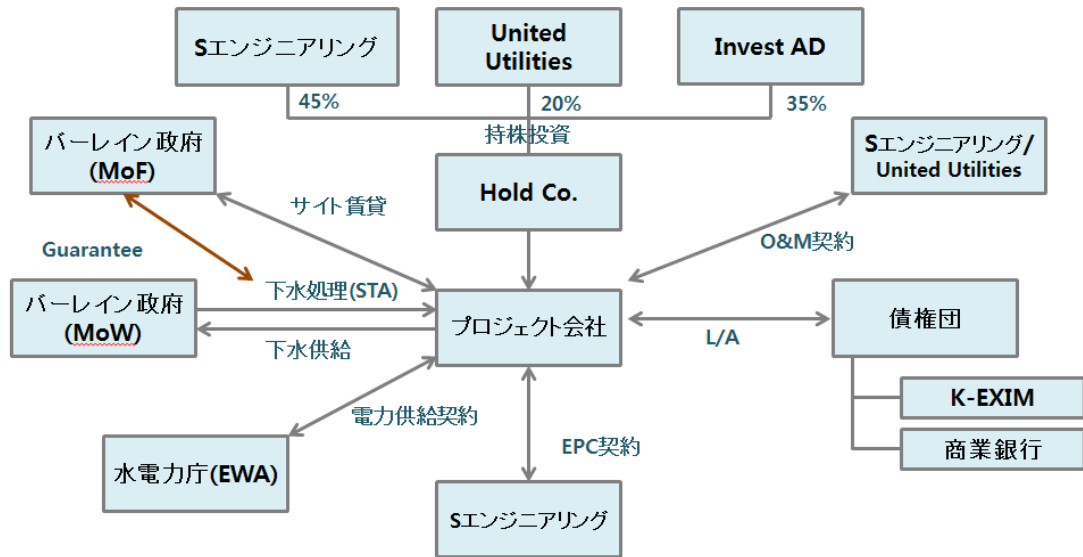 Sエンジニアリング
United
Utilities
Invest AD
45%
20%
35%
持株投資
バーレイン政府
(MoF)
Sエンジニアリング/
United Utilities
Hold Co.
サイト賃貸
O&M契約
Guarantee
下水処理(STA)
バーレイン政府
(MoW)
プロジェクト会社
債権団
L/A
下水供給
K-EXIM
電力供給契約
商業銀行
EPC契約
水電力庁(EWA)
Sエンジニアリング